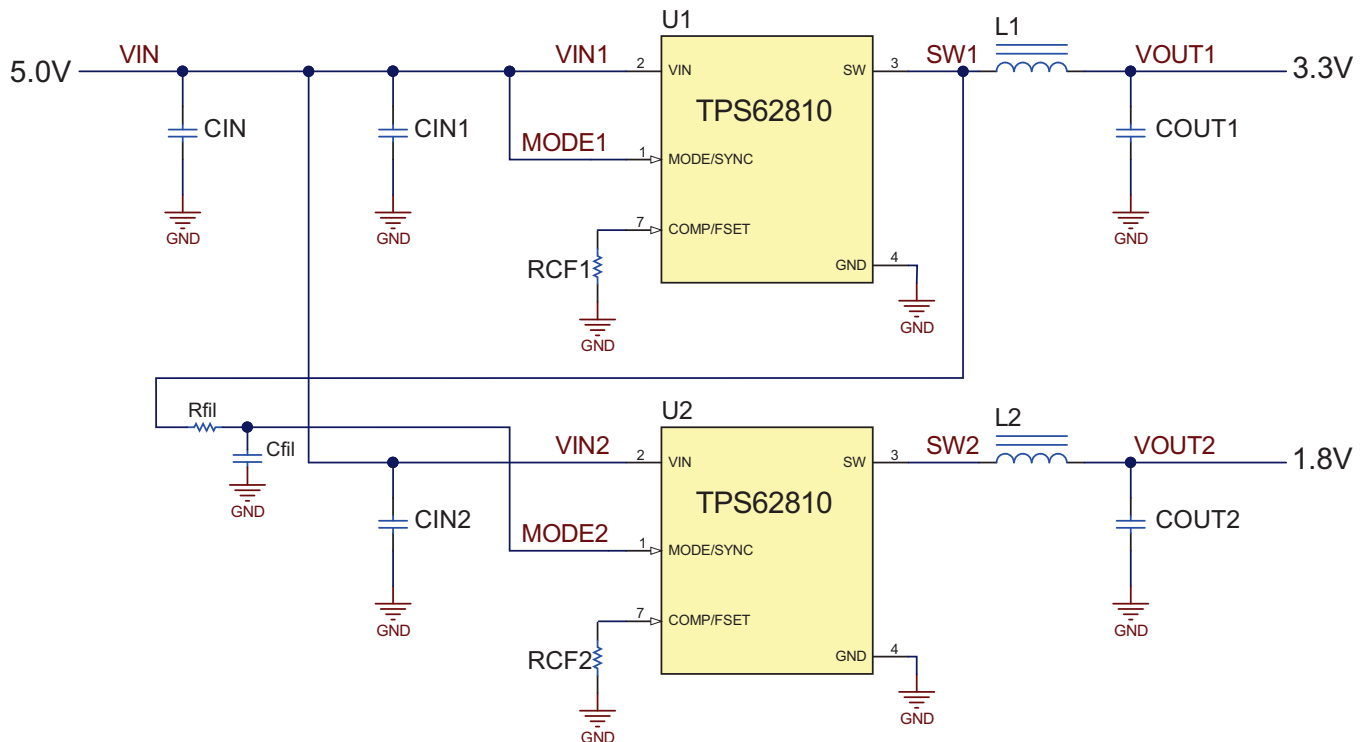 U1
L1
VIN
VIN1
SW1
VOUT1
5.0V
2
VIN
SW
3
3.3V
TPS62810
CIN
CIN1
COUT1
MODE1
1
MODE/SYNC
GND
GND
GND
7
COMP/FSET
RCF1
GND
4
GND
GND
Rfil
U2
L2
Cfil
VIN2
SW2
VOUT2
2
VIN
SW
3
1.8V
GND
TPS62810
CIN2
COUT2
MODE2
1
MODE/SYNC
GND
GND
7
COMP/FSET
RCF2
GND
4
GND
GND